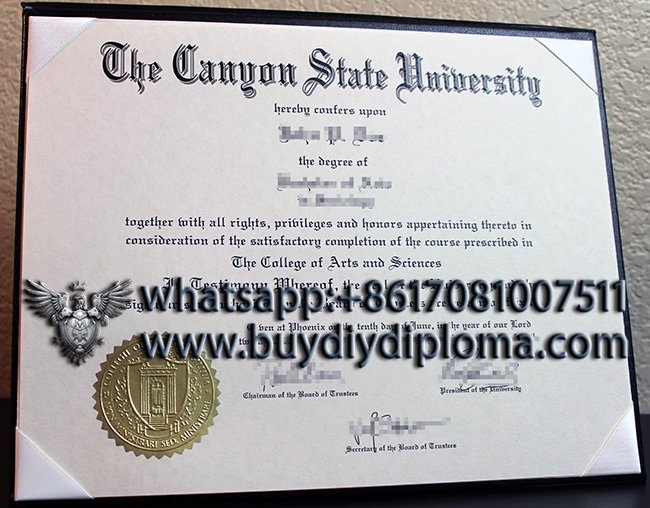 The Canyon State University
hereby confers upon
the degree of
together with all rights, privileges and honors appertaining thereto in
consideration of the satisfactory completion of the course prescribed in
The College of Arts and Sciences
In Testimony Whereof, the
whatsapp:+8617081007511
at Phoenix on the tenth day of June, in the year of our Lord
www.buydiydiploma.com
Chairman of the Board of Trustees
President of the University
Secretary of the Board of Trustees